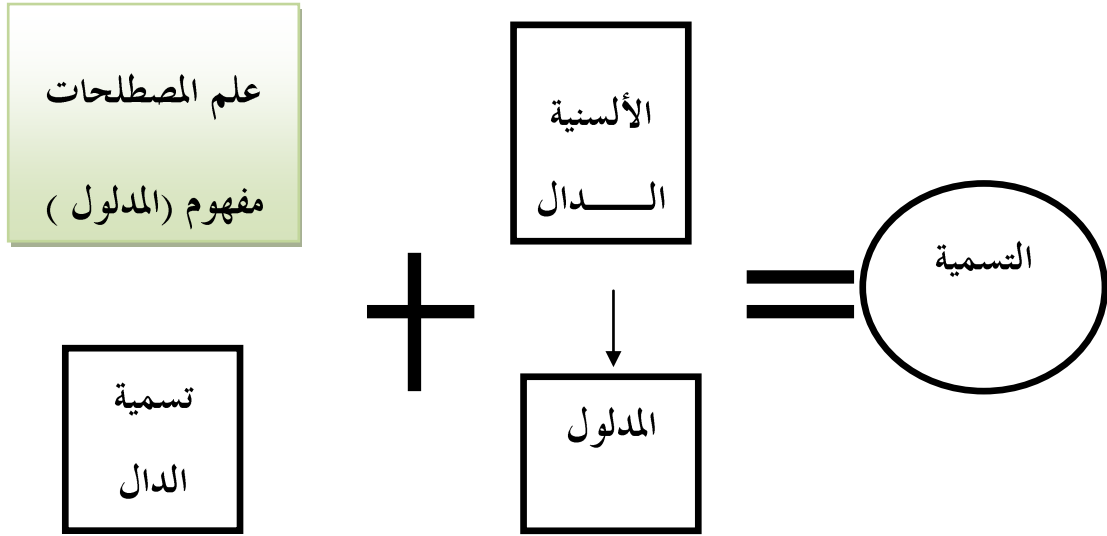 علم المصطلحات
مفهوم (المدلول )
تسمية
الدال
+
الألسنية
الـــــدال
المدلول
=
التسمية